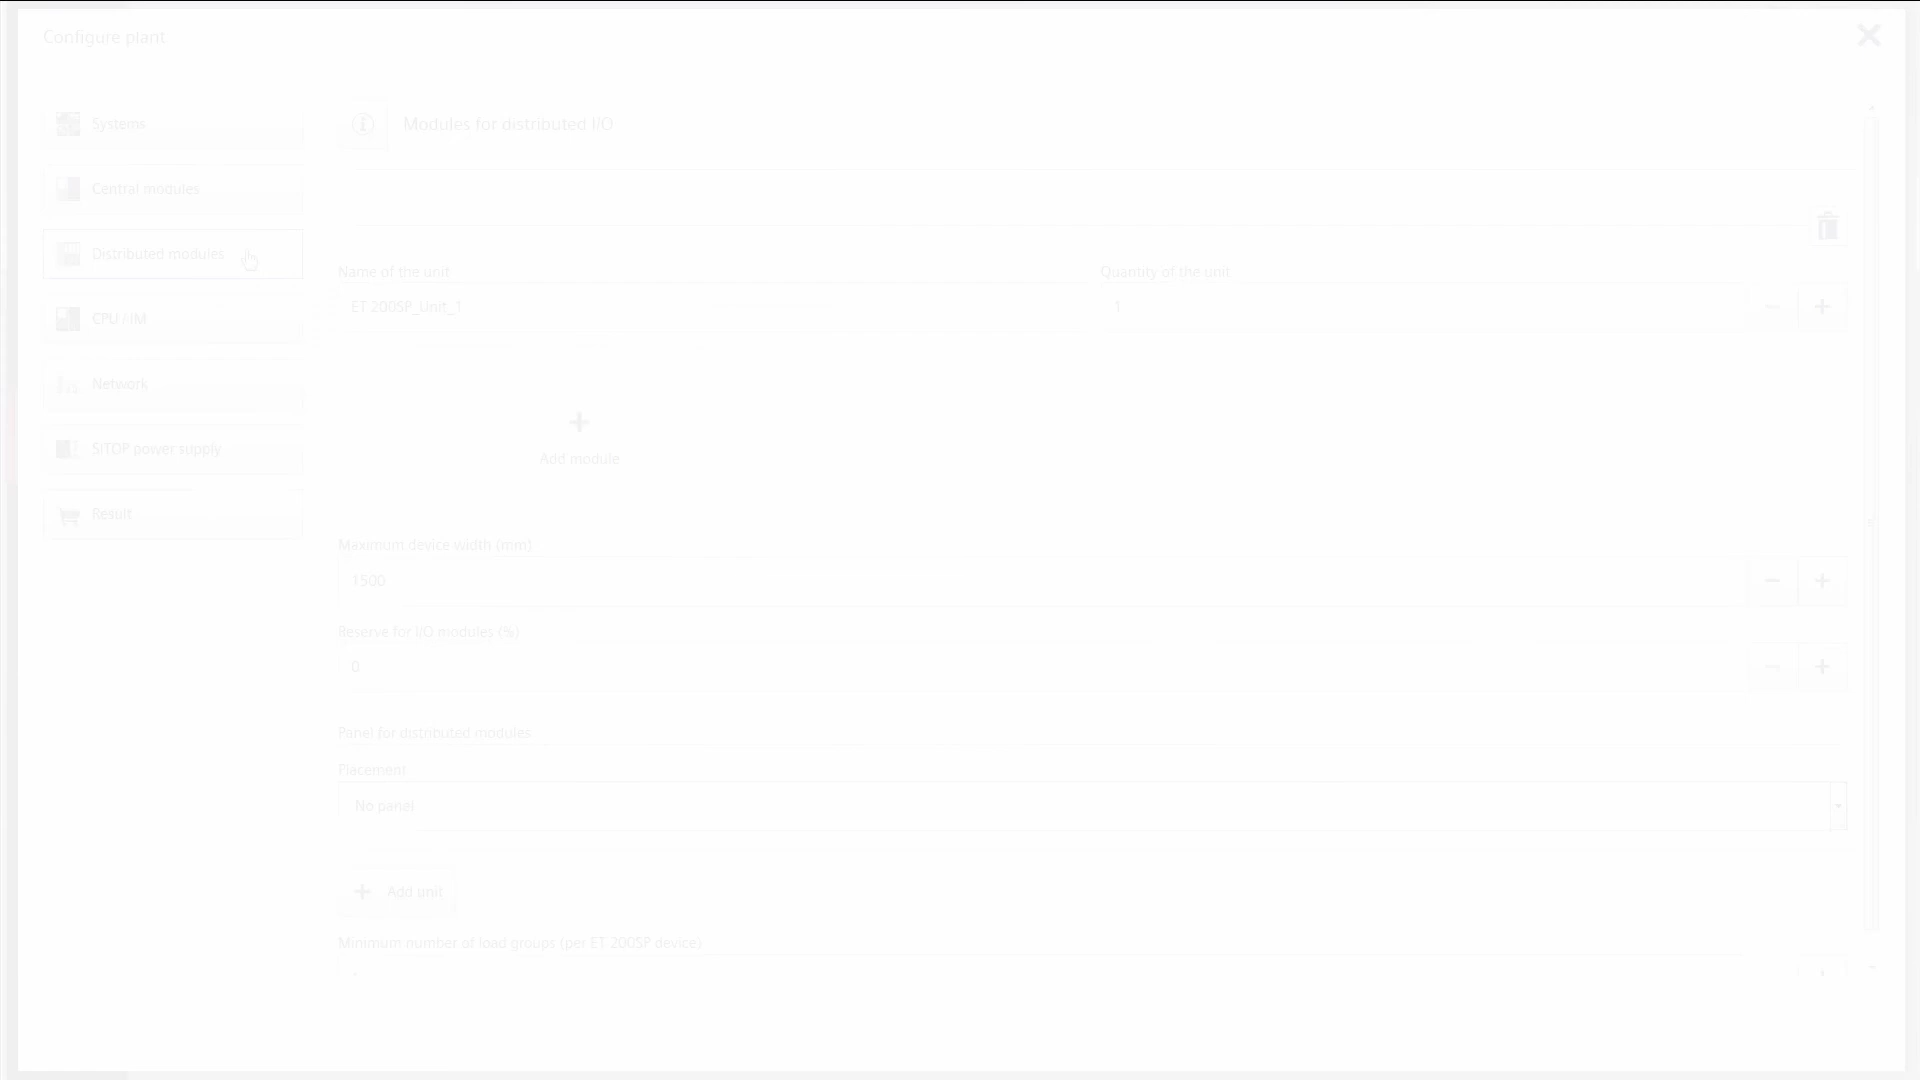 Configure plant
Systems
Central modules
Distributed modules
CPU / IM
Network
SITOP power supply
Result
Modules for distributed I/O
Name of the unit
Quantity of the unit
ET 200SP_Unit_1
1
Add module
Maximum device width (mm)
1500
Reserve for I/O modules (%)
0
Panel for distributed modules
Placement
No panel
Add unit
Minimum number of load groups (per ET 200SP device)